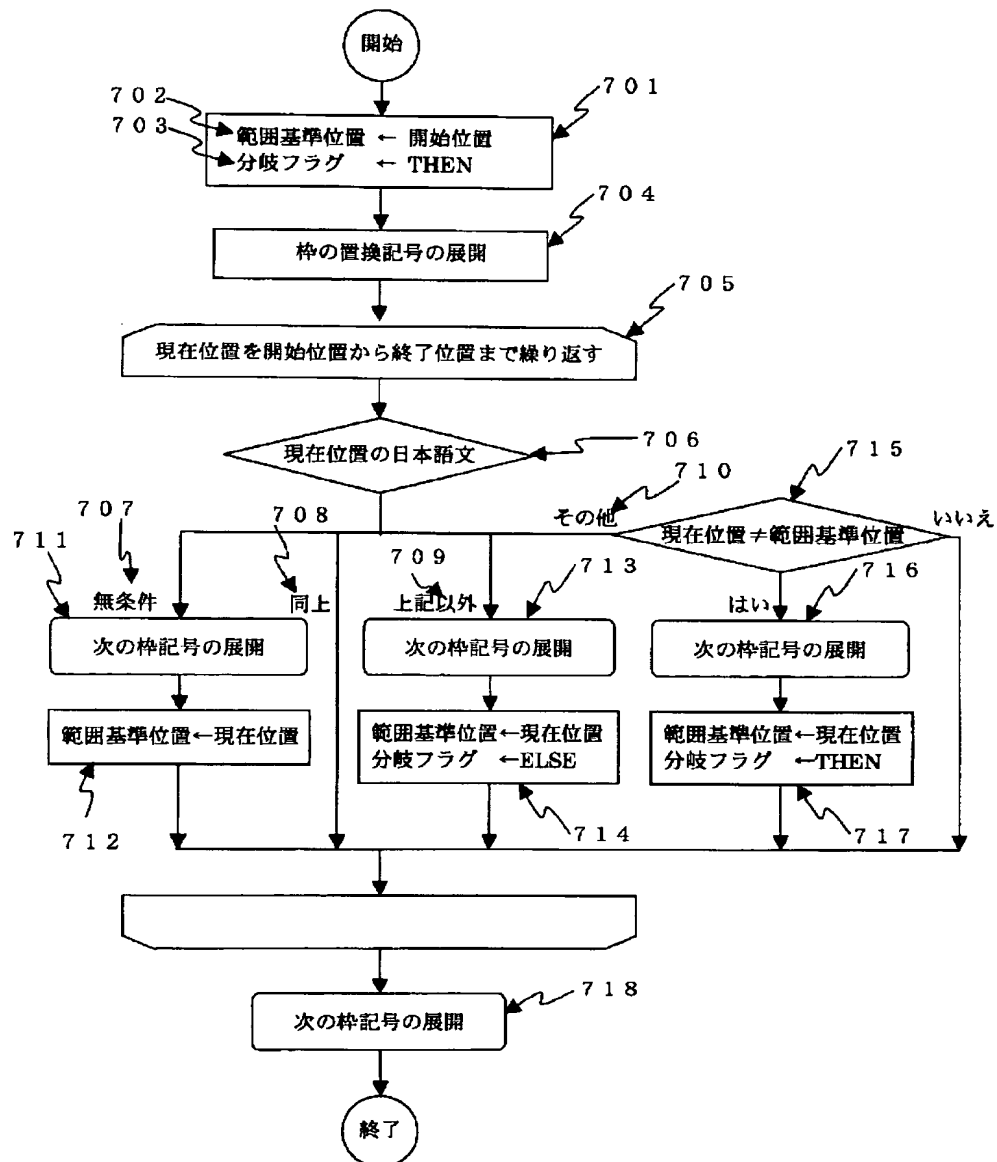 開始
７０２
７０３
７０１
範囲基準位置 ← 開始位置
分岐フラグ ← THEN
７０４
枠の置換記号の展開
７０５
現在位置を開始位置から終了位置まで繰り返す
現在位置の日本語文
７０６
７１０
７１５
その他
現在位置≠範囲基準位置
いいえ
７０７
７０８
７０９
７１１
７１３
７１６
無条件
同上
上記以外
はい
次の枠記号の展開
次の枠記号の展開
次の枠記号の展開
範囲基準位置←現在位置
範囲基準位置←現在位置
分岐フラグ ←ELSE
範囲基準位置←現在位置
分岐フラグ ←THEN
７１２
７１４
７１７
７１８
次の枠記号の展開
終了